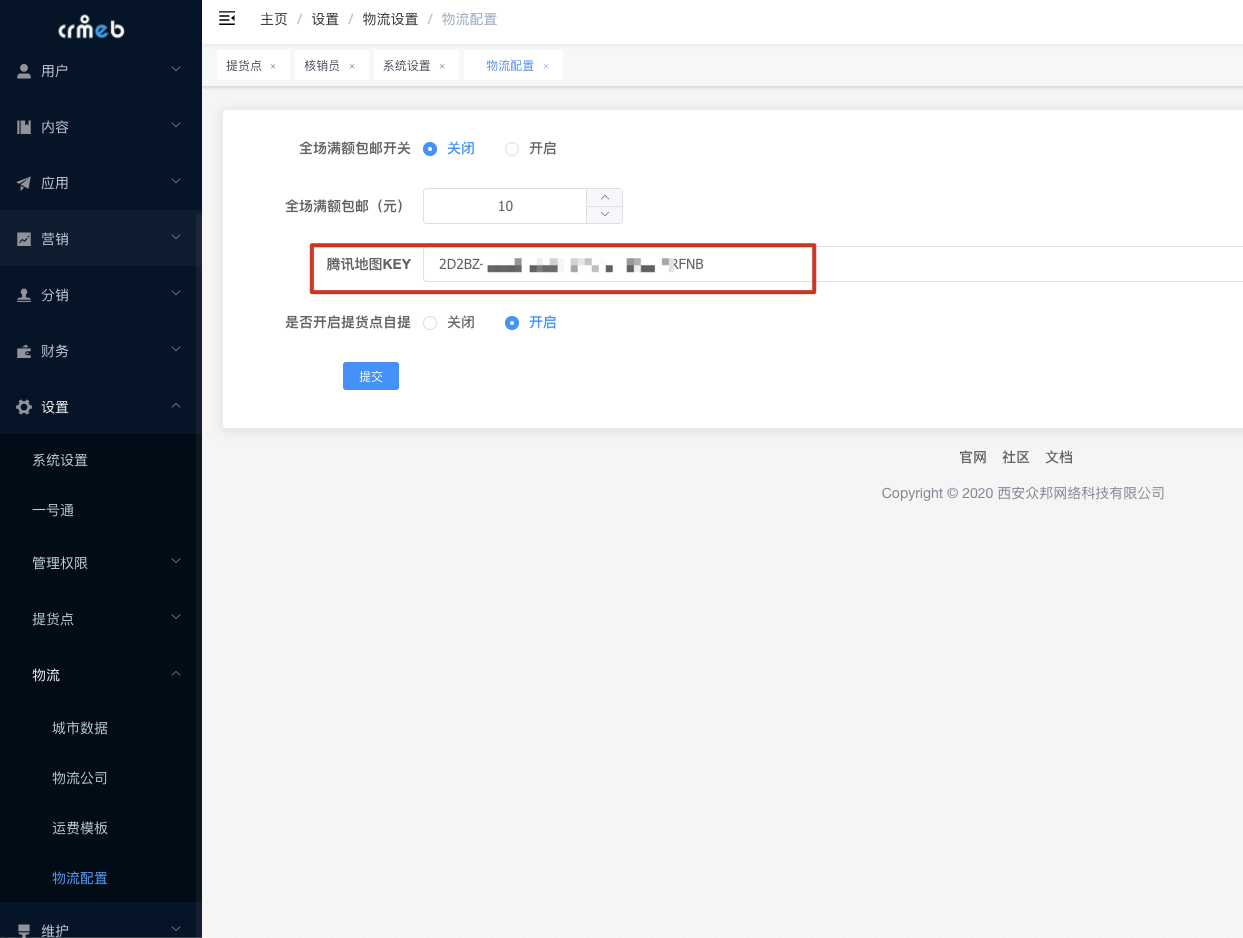 crmeb
主页 / 设置 / 物流设置 / 物流配置
提货点 × 核销员 × 系统设置 × 物流配置 ×
用户
内容
应用
营销
分销
财务
设置
系统设置
一号通
管理权限
提货点
物流
城市数据
物流公司
运费模板
物流配置
维护
全场满额包邮开关 关闭 开启
全场满额包邮（元） 10
腾讯地图KEY 2D2BZ- RFNB
是否开启提货点自提 关闭 开启
提交
官网 社区 文档
Copyright © 2020 西安众邦网络科技有限公司